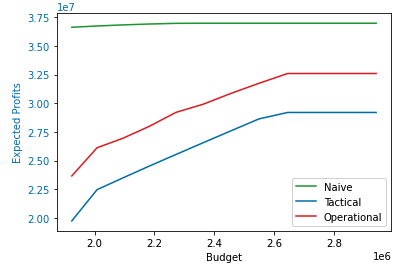 1e7
3.75
3.50
3.25
3.00
2.75
2.50
2.25
2.00
Expected Profits
Naive
Tactical
Operational
2.0
2.2
2.4
2.6
2.8
1e6
Budget